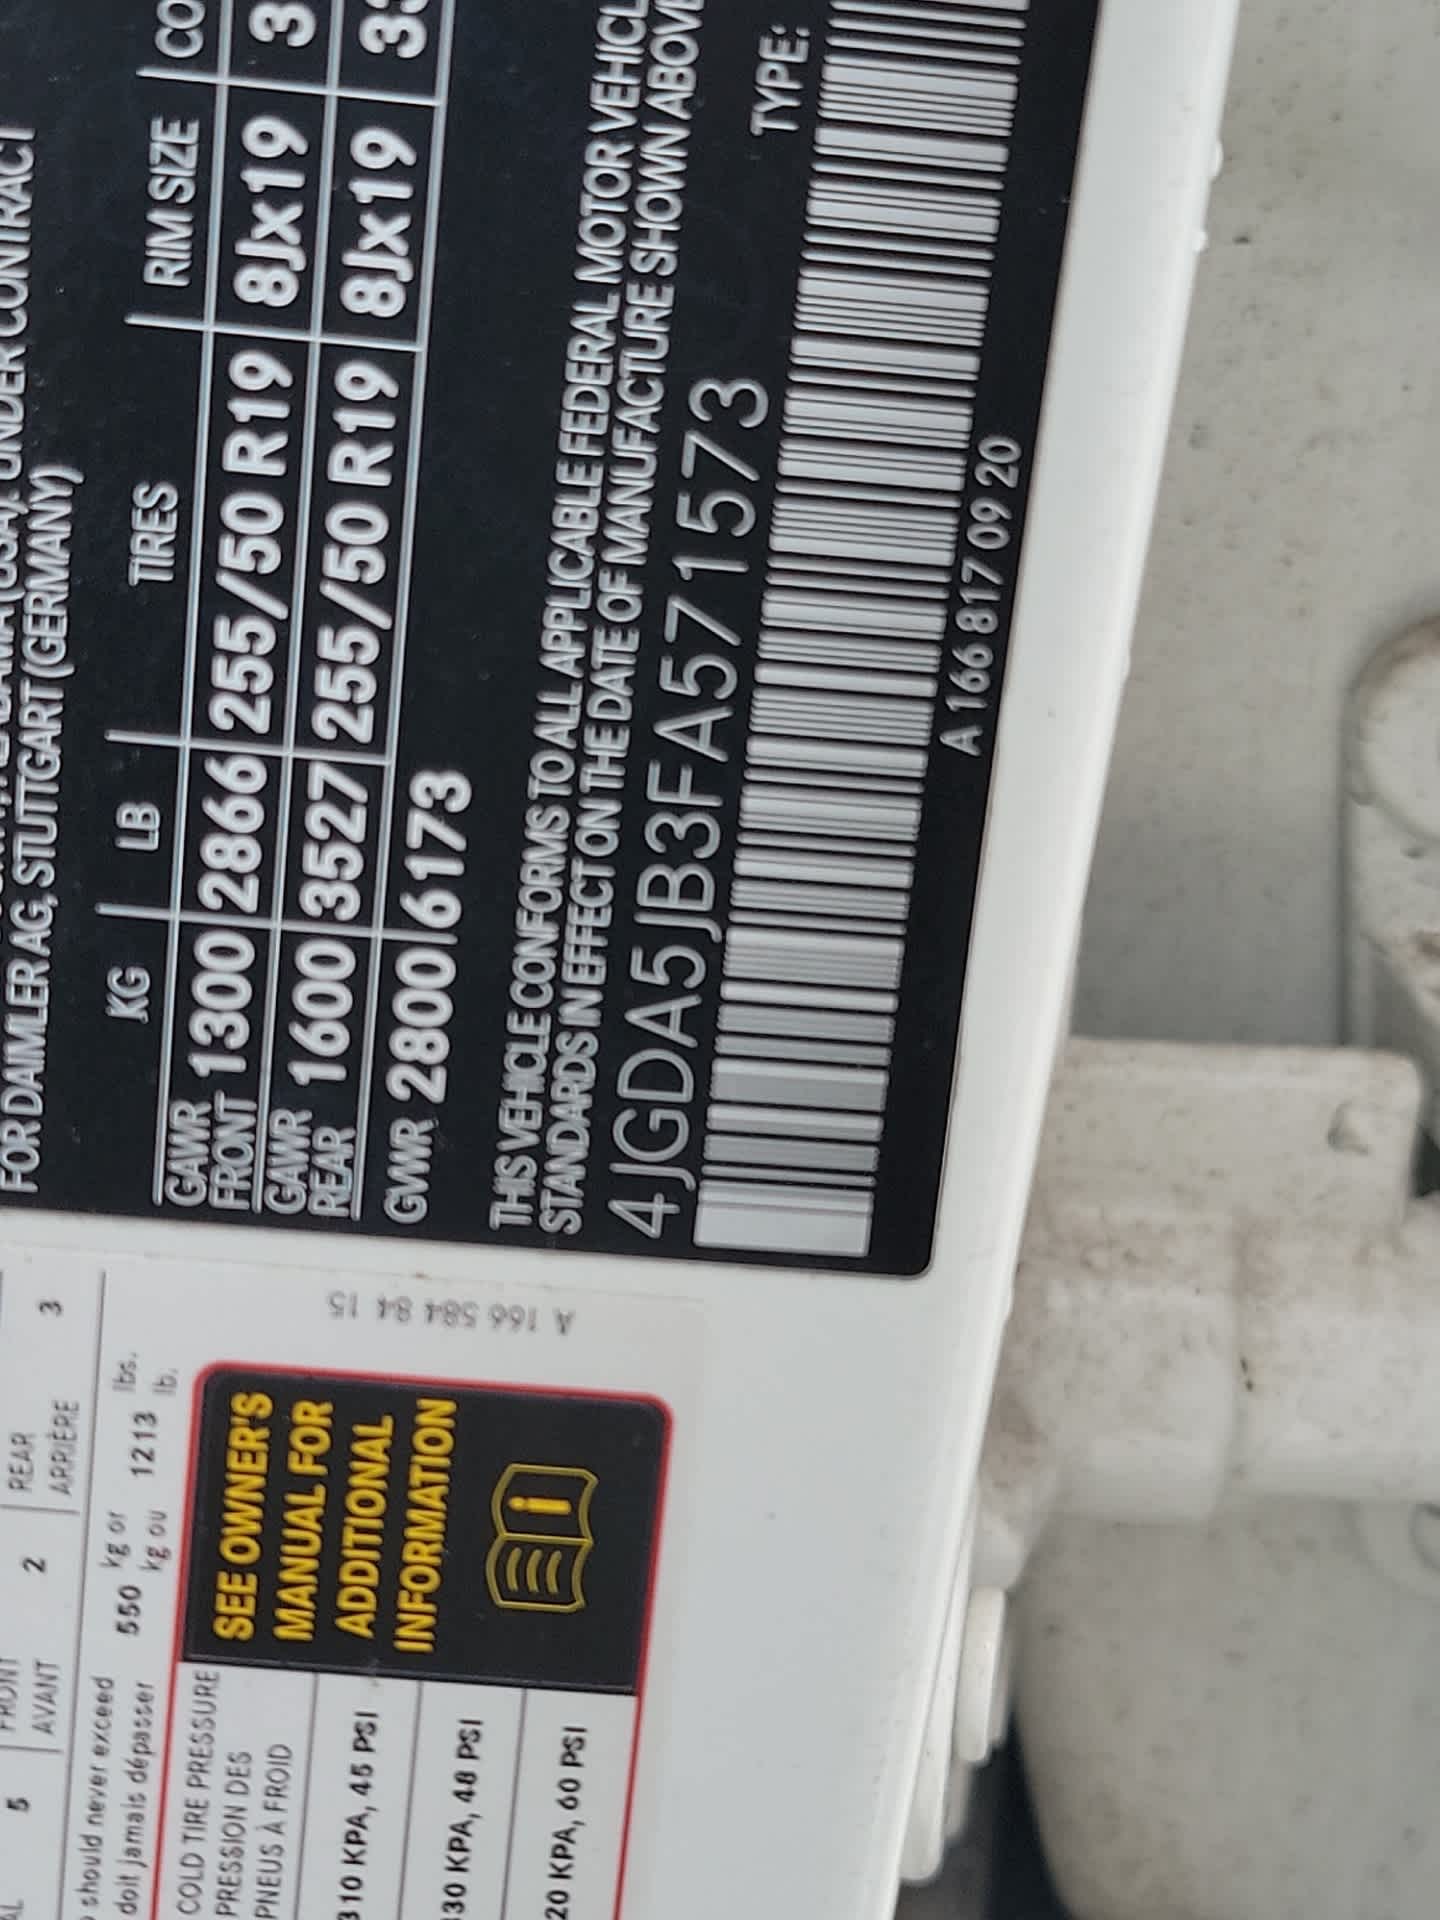 UNDER CONTRACT
FOR DAIMLER AG, STUTTGART (GERMANY)
KG LB TIRES RIM SIZE
GAWR FRONT 1300 2866 255/50 R19 8Jx19
GAWR REAR 1600 3527 255/50 R19 8Jx19
GVWR 2800 6173
THIS VEHICLE CONFORMS TO ALL APPLICABLE FEDERAL MOTOR
STANDARDS IN EFFECT ON THE DATE OF MANUFACTURE SHOWN ABOVE
4JGDA5JB3FA571573
TYPE:
A 166 817 09 20
A 166 584 84 15
FRONT 2 REAR 3
5 AVANT ARRIÈRE
should never exceed 550 kg or 1213 lbs.
doit jamais dépasser kg ou lb.
COLD TIRE PRESSURE
PRESSION DES
PNEUS À FROID
KPA, 45 PSI
KPA, 48 PSI
KPA, 60 PSI
SEE OWNER'S
MANUAL FOR
ADDITIONAL
INFORMATION